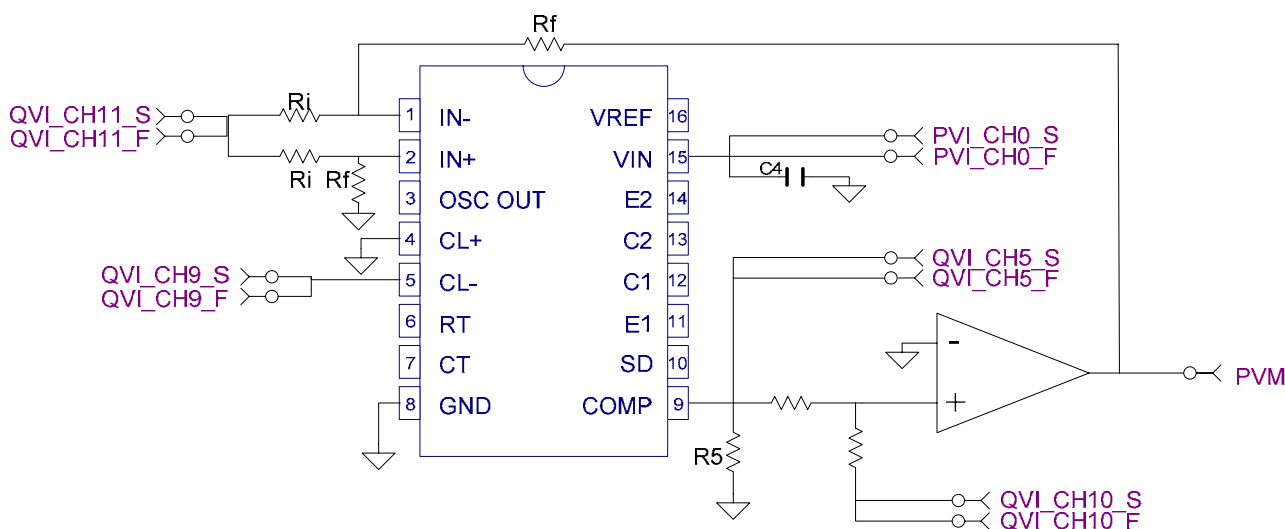 Rf
QVI_CH11_S
QVI_CH11_F
Ri
Ri
Rf
1 IN-
2 IN+
3 OSC OUT
4 CL+
5 CL-
6 RT
7 CT
8 GND
VREF 16
VIN 15
E2 14
C2 13
C1 12
E1 11
SD 10
COMP 9
QVI_CH9_S
QVI_CH9_F
PVI_CH0_S
PVI_CH0_F
C4
QVI_CH5_S
QVI_CH5_F
-
+
PVM
R5
QVI_CH10_S
QVI_CH10_F